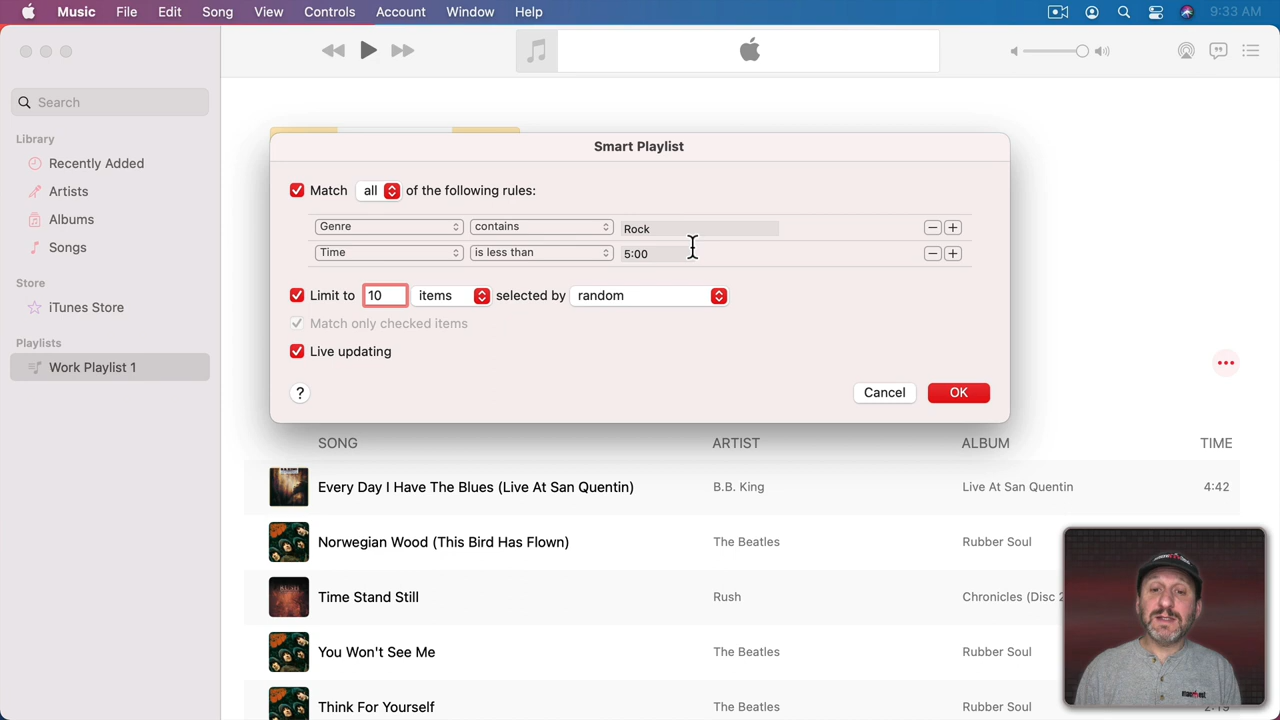 Music File Edit Song View Controls Account Window Help 9:33 AM
Search
Library
Recently Added
Artists
Albums
Songs
Store
iTunes Store
Playlists
Work Playlist 1
Smart Playlist
Match all of the following rules:
Genre contains Rock
Time is less than 5:00
Limit to 10 items selected by random
Match only checked items
Live updating
? Cancel OK
SONG ARTIST ALBUM TIME
Every Day I Have The Blues (Live At San Quentin) B.B. King Live At San Quentin 4:42
Norwegian Wood (This Bird Has Flown) The Beatles Rubber Soul
Time Stand Still Rush Chronicles (Disc 2
You Won't See Me The Beatles Rubber Soul
Think For Yourself The Beatles Rubber Soul